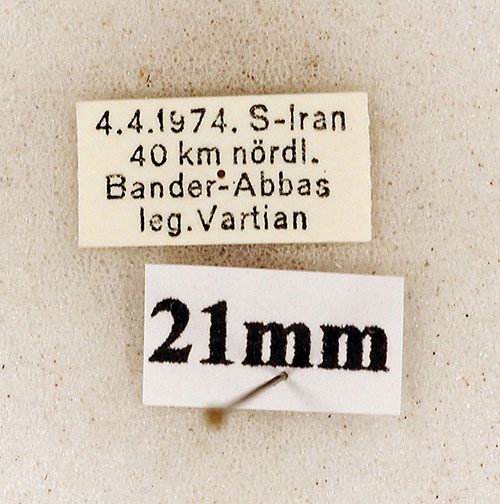 4.4.1974. S-Iran
40 km nördl.
Bander-Abbas
leg. Vartian
21mm